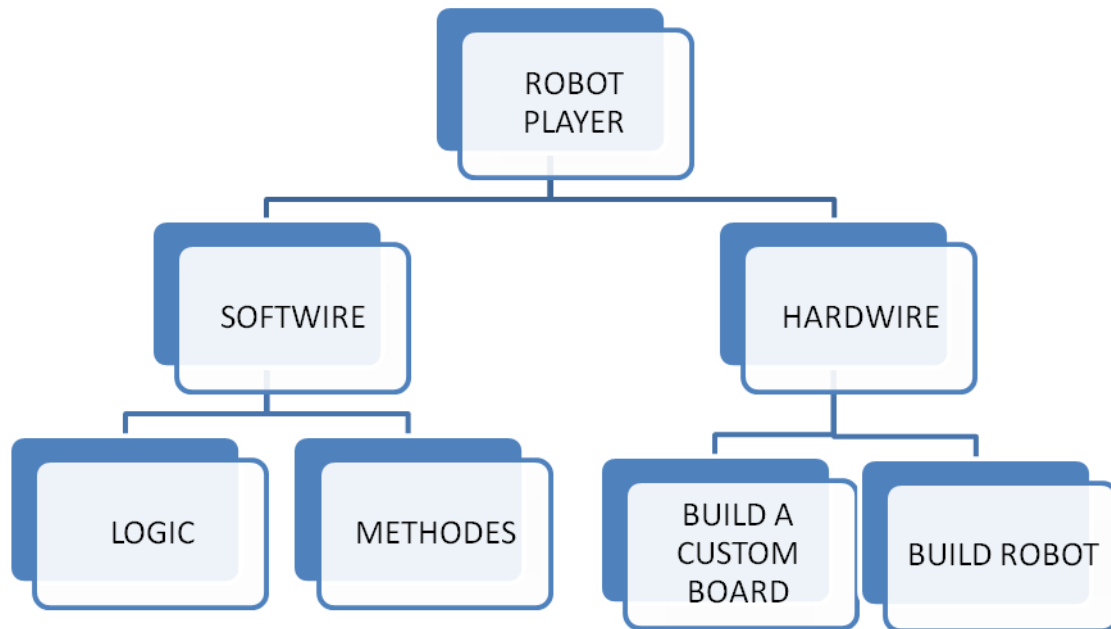 ROBOT
PLAYER
SOFTWIRE
HARDWIRE
LOGIC
METHODES
BUILD A
CUSTOM
BOARD
BUILD ROBOT